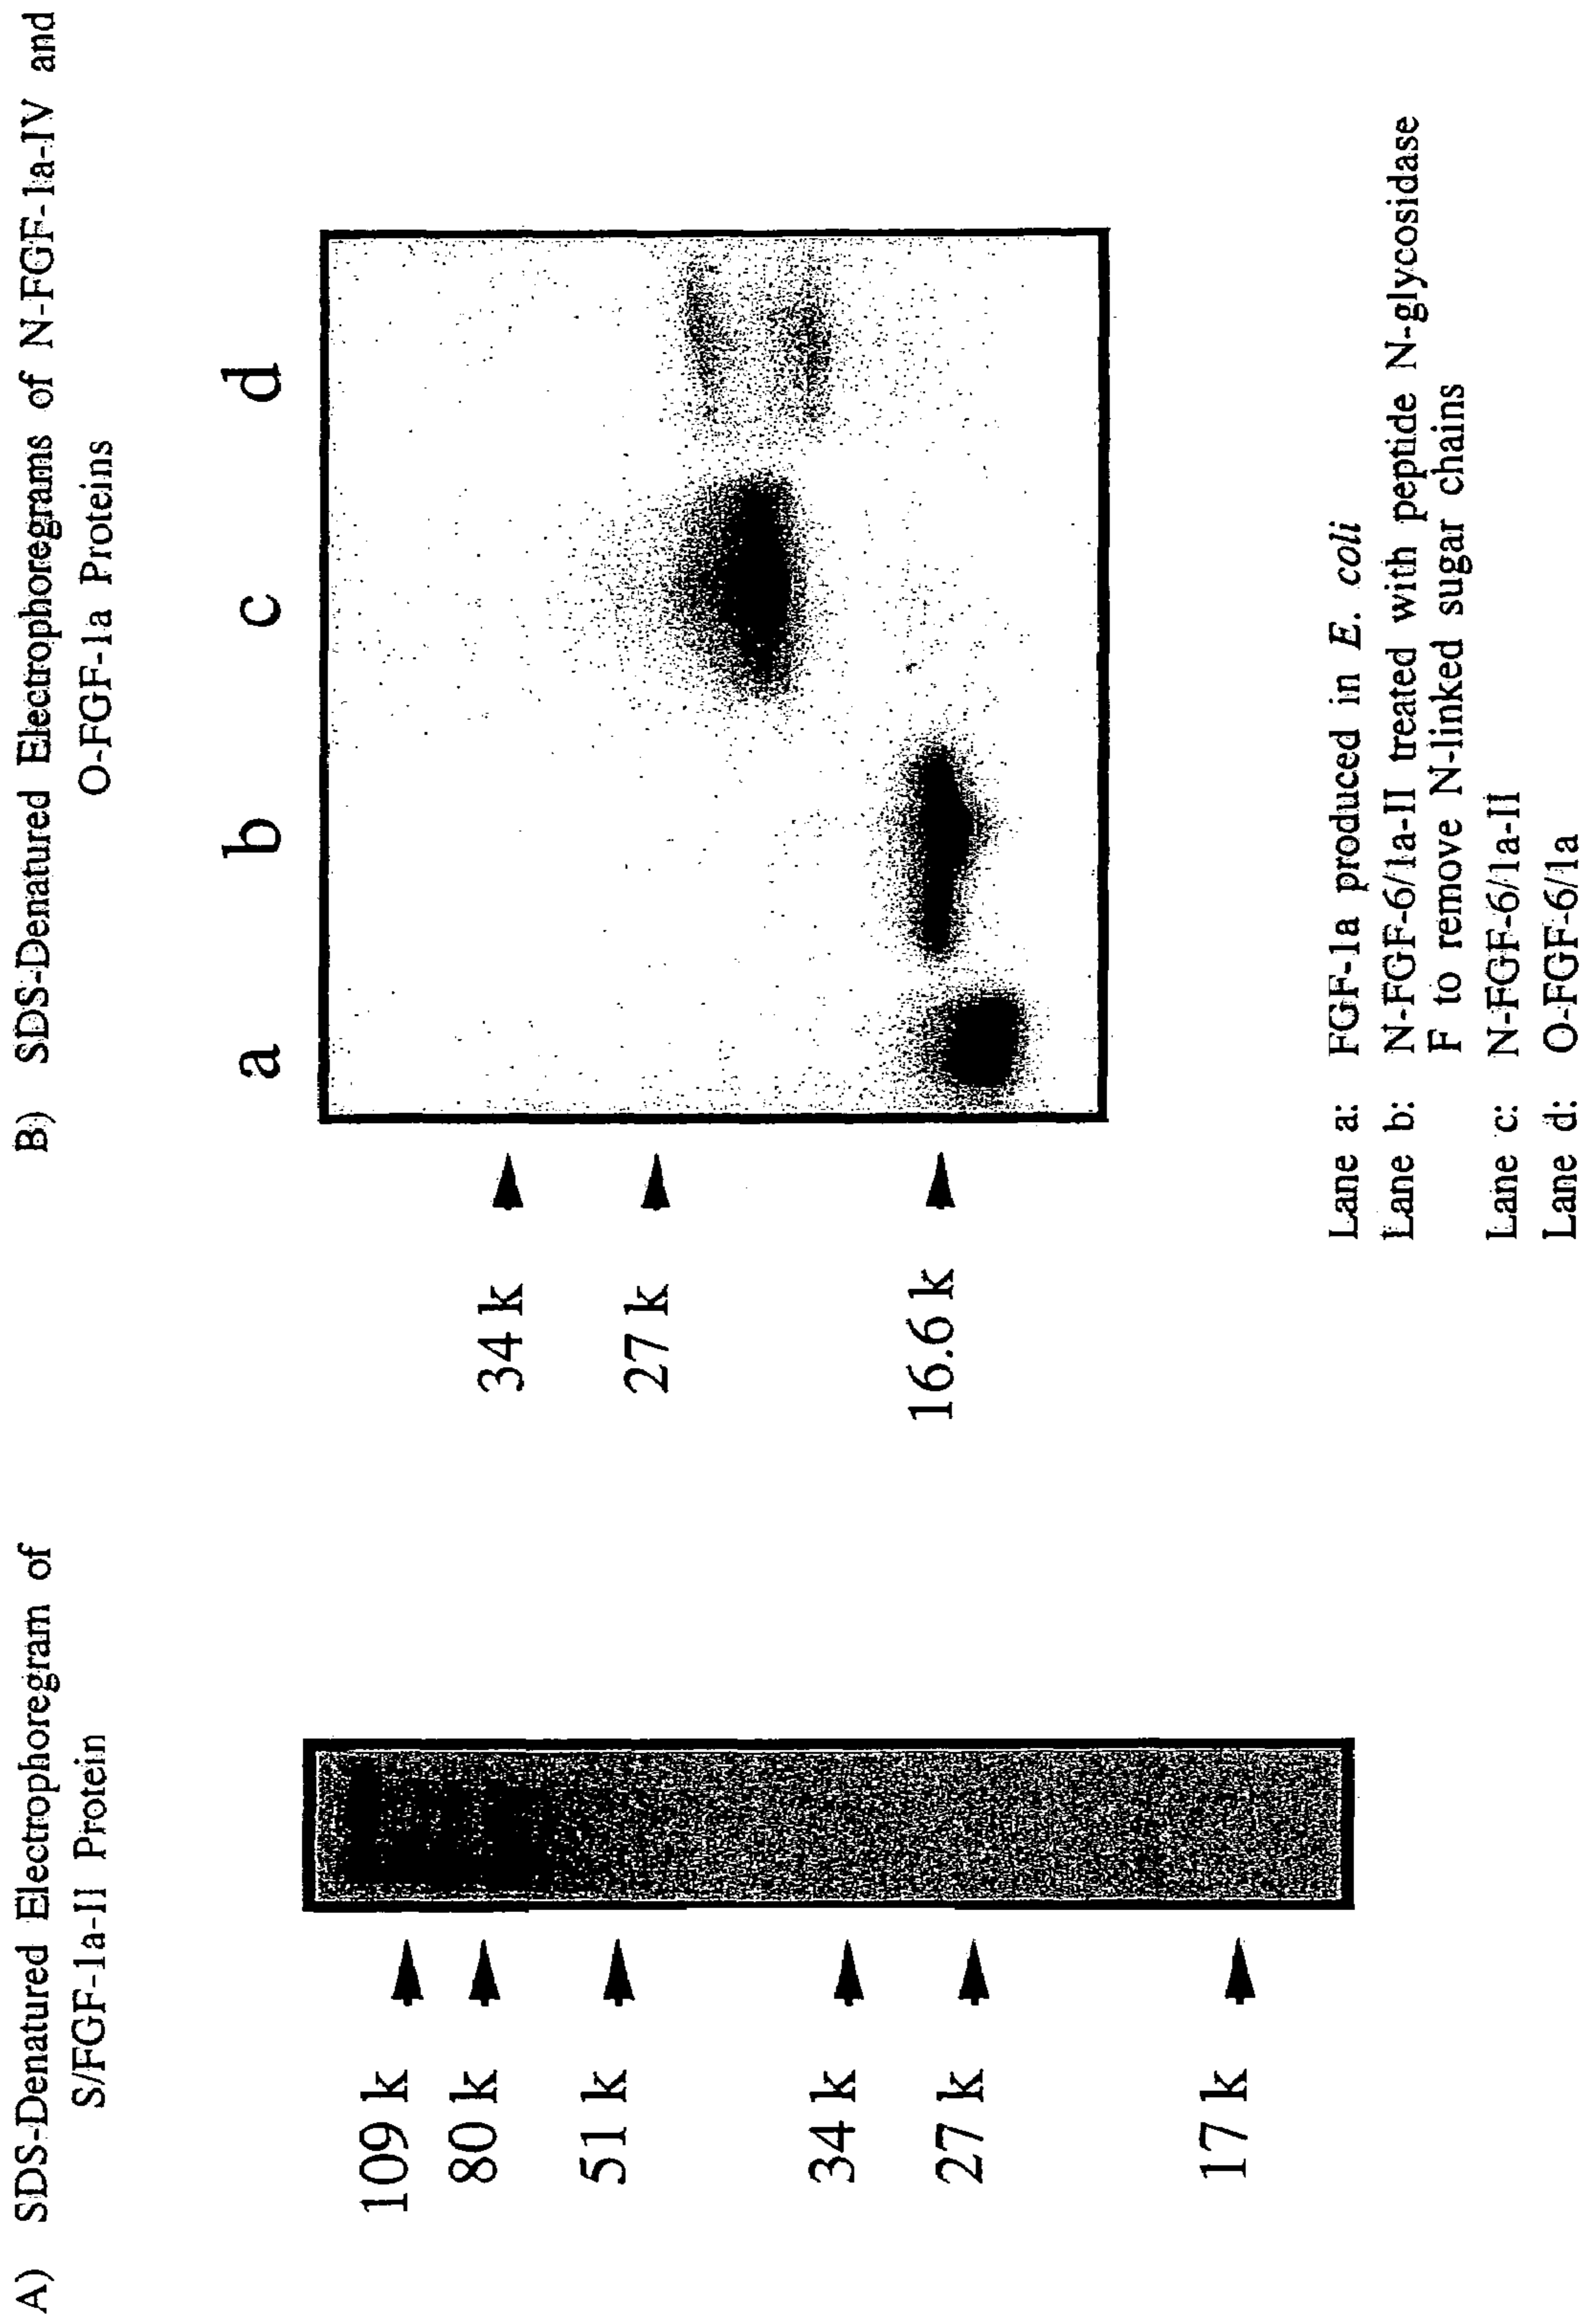 A) SDS-Denatured Electrophoregram of
S/FGF-1a-II Protein
109 k
80 k
51 k
34 k
27 k
17 k
B) SDS-Denatured Electrophoregrams of N-FGF-1a-IV and
O-FGF-1a Proteins
a b c d
34 k
27 k
16.6 k
Lane a: FGF-1a produced in E. coli
Lane b: N-FGF-6/1a-II treated with peptide N-glycosidase
F to remove N-linked sugar chains
Lane c: N-FGF-6/1a-II
Lane d: O-FGF-6/1a